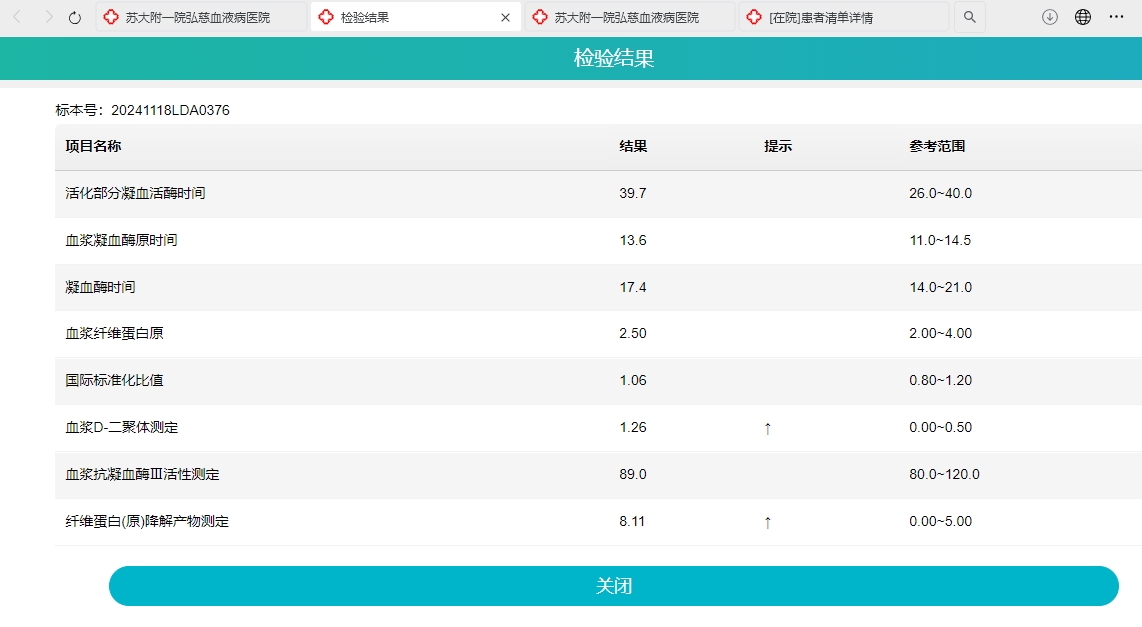 苏大附一院弘慈血液病医院 检验结果 苏大附一院弘慈血液病医院 [在院]患者清单详情
检验结果
标本号：20241118LDA0376
项目名称 结果 提示 参考范围
活化部分凝血活酶时间 39.7 26.0~40.0
血浆凝血酶原时间 13.6 11.0~14.5
凝血酶时间 17.4 14.0~21.0
血浆纤维蛋白原 2.50 2.00~4.00
国际标准化比值 1.06 0.80~1.20
血浆D-二聚体测定 1.26 ↑ 0.00~0.50
血浆抗凝血酶Ⅲ活性测定 89.0 80.0~120.0
纤维蛋白(原)降解产物测定 8.11 ↑ 0.00~5.00
关闭